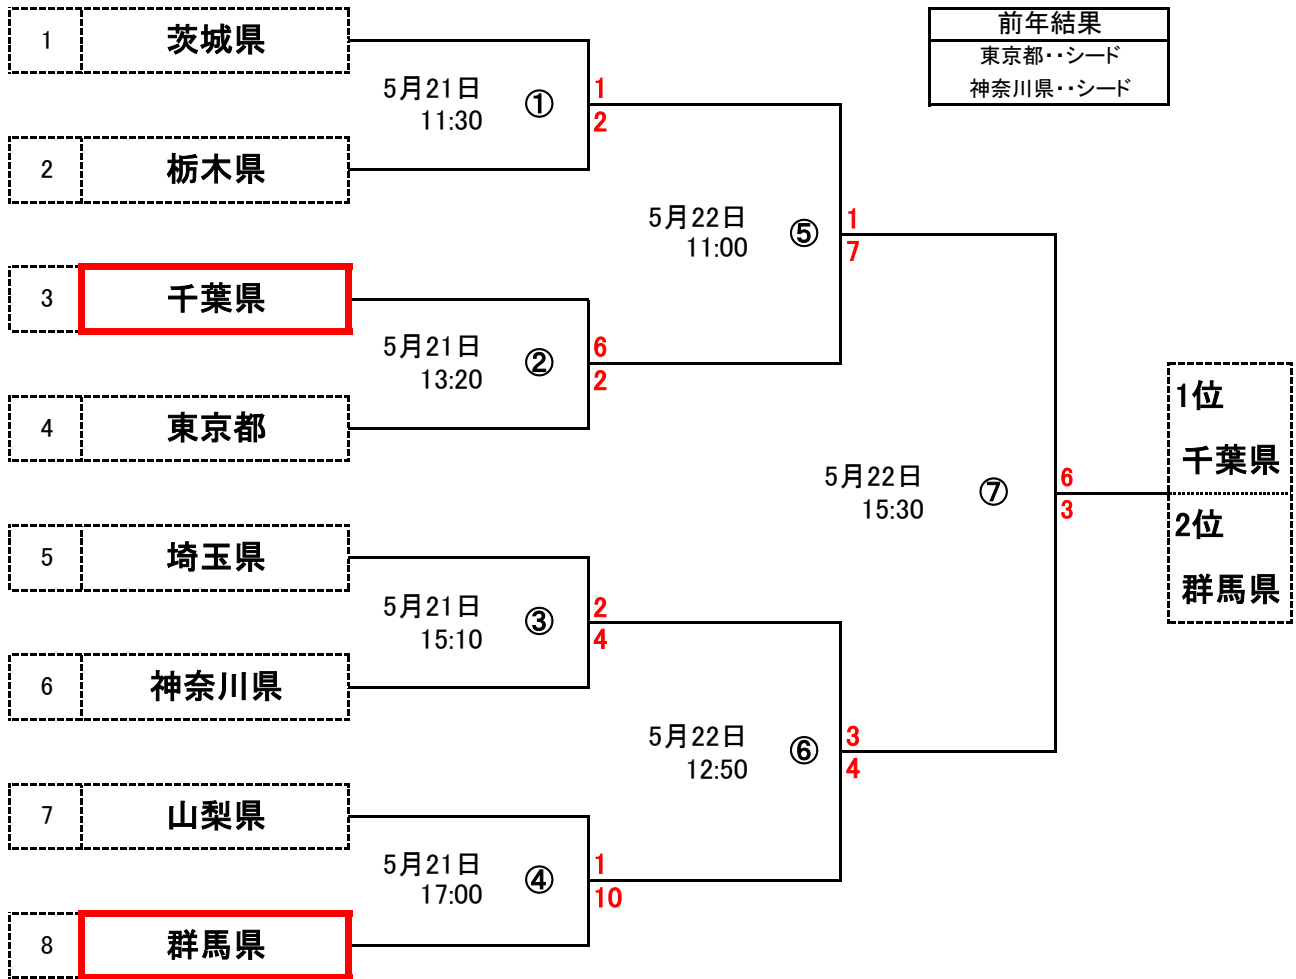 前年結果
東京都・・シード
神奈川県・・シード
1 茨城県
5月21日
11:30
①
1
2
2 栃木県
5月22日
11:00
⑤
1
7
3 千葉県
5月21日
13:20
②
6
2
4 東京都
5月22日
15:30
⑦
6
3
1位
千葉県
2位
群馬県
5 埼玉県
5月21日
15:10
③
2
4
6 神奈川県
5月22日
12:50
⑥
3
4
7 山梨県
5月21日
17:00
④
1
10
8 群馬県